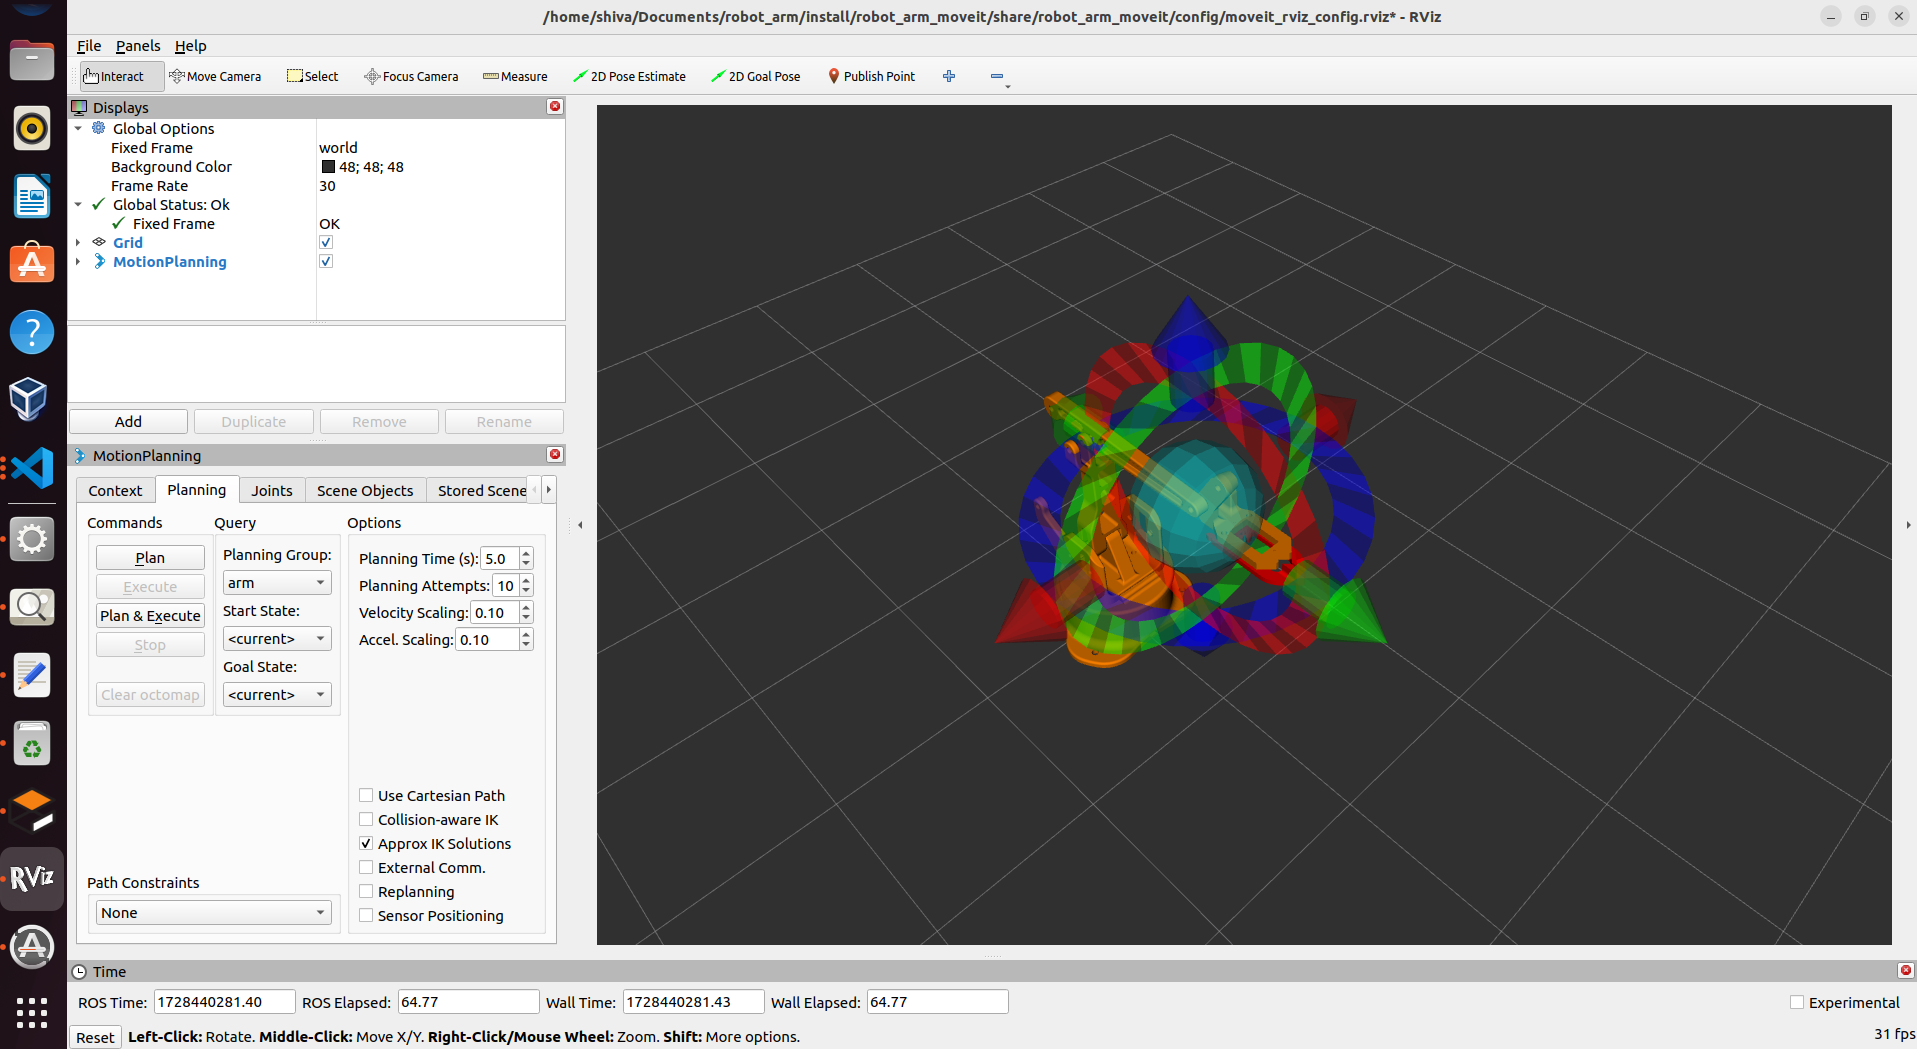 /home/shiva/Documents/robot_arm/install/robot_arm_moveit/share/robot_arm_moveit/config/moveit_rviz_config.rviz* - RViz
File Panels Help
Interact Move Camera Select Focus Camera Measure 2D Pose Estimate 2D Goal Pose Publish Point
Displays
Global Options
Fixed Frame world
Background Color 48; 48; 48
Frame Rate 30
Global Status: Ok
Fixed Frame OK
Grid
MotionPlanning
Add Duplicate Remove Rename
MotionPlanning
Context Planning Joints Scene Objects Stored Scene
Commands Query Options
Plan
Execute
Plan & Execute
Stop
Clear octomap
Planning Group:
arm
Start State:
<current>
Goal State:
<current>
Planning Time (s): 5.0
Planning Attempts: 10
Velocity Scaling: 0.10
Accel. Scaling: 0.10
Use Cartesian Path
Collision-aware IK
Approx IK Solutions
External Comm.
Replanning
Sensor Positioning
Path Constraints
None
RViz
Time
ROS Time: 1728440281.40 ROS Elapsed: 64.77 Wall Time: 1728440281.43 Wall Elapsed: 64.77 Experimental
Reset Left-Click: Rotate. Middle-Click: Move X/Y. Right-Click/Mouse Wheel: Zoom. Shift: More options. 31 fps